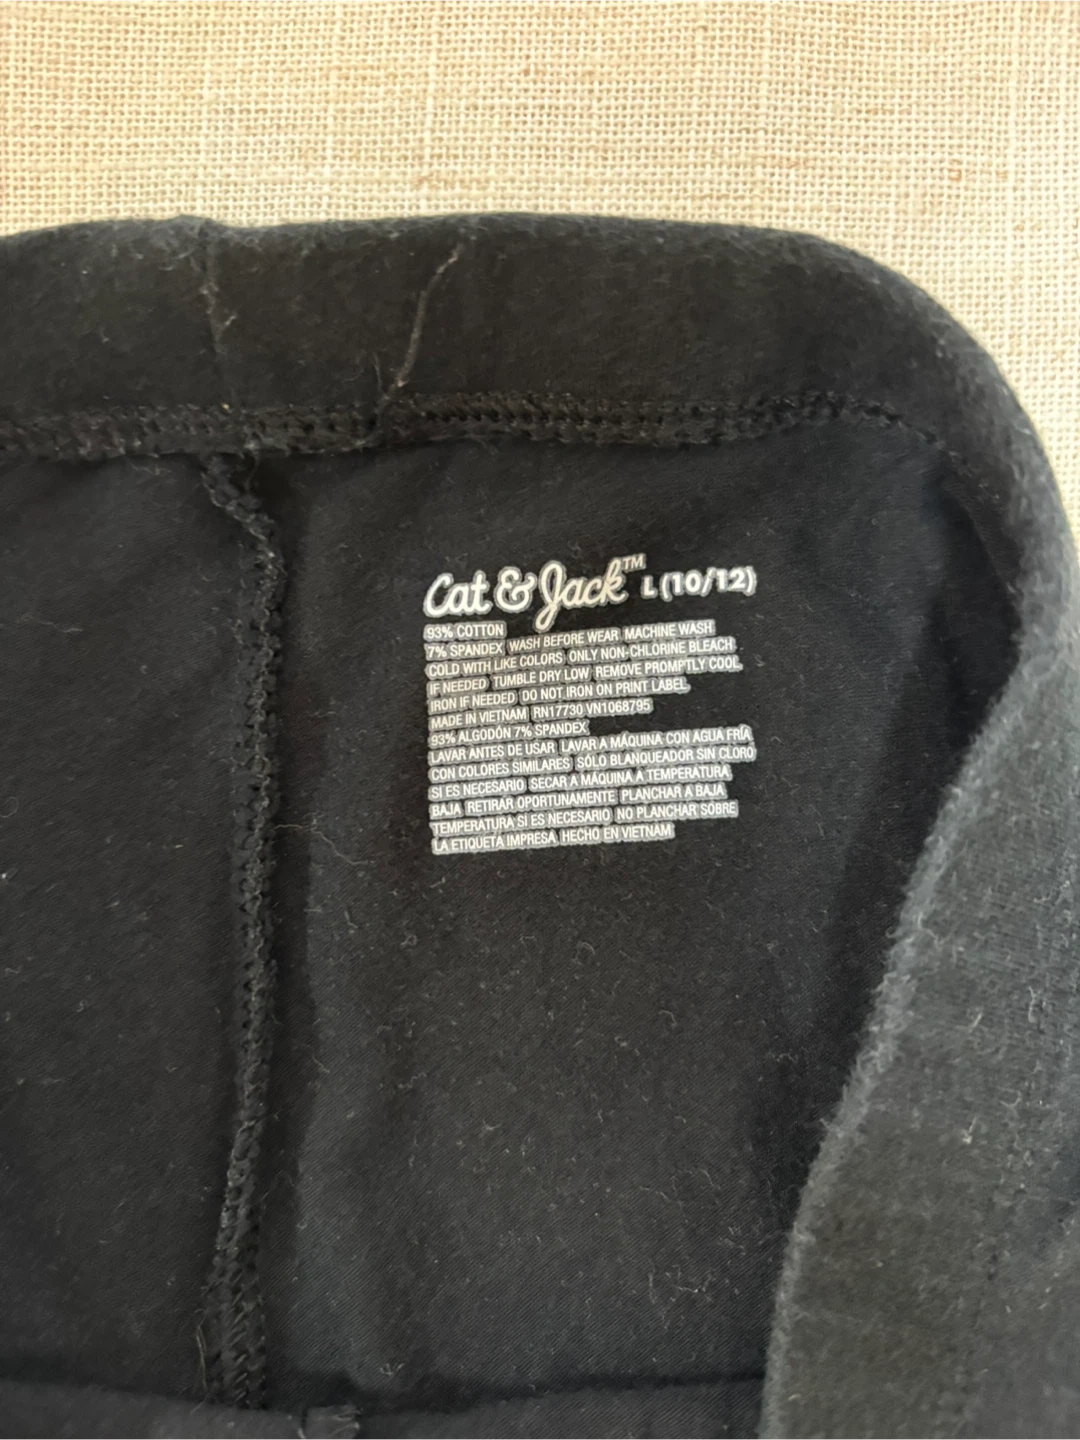 Cat & Jack™ L (10/12)
93% COTTON
7% SPANDEX WASH BEFORE WEAR MACHINE WASH
COLD WITH LIKE COLORS ONLY NON-CHLORINE BLEACH
IF NEEDED TUMBLE DRY LOW REMOVE PROMPTLY COOL
IRON IF NEEDED DO NOT IRON ON PRINT LABEL
MADE IN VIETNAM RN17730 VN1068795
93% ALGODÓN 7% SPANDEX
LAVAR ANTES DE USAR LAVAR A MÁQUINA CON AGUA FRÍA
CON COLORES SIMILARES SÓLO BLANQUEADOR SIN CLORO
SI ES NECESARIO SECAR A MÁQUINA A TEMPERATURA
BAJA RETIRAR OPORTUNAMENTE PLANCHAR A BAJA
TEMPERATURA SI ES NECESARIO NO PLANCHAR SOBRE
LA ETIQUETA IMPRESA HECHO EN VIETNAM